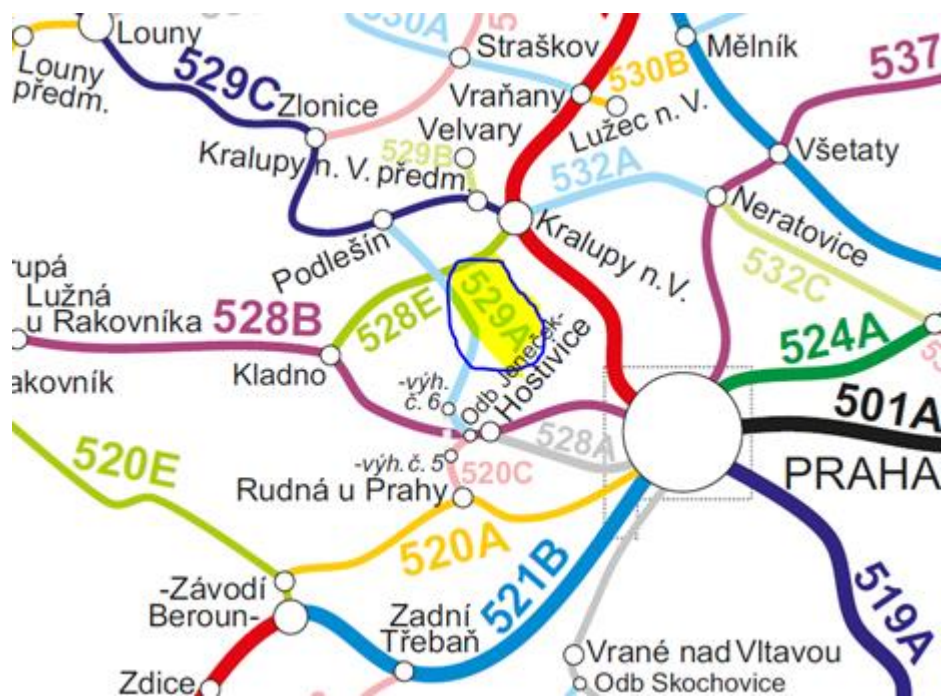 530A
Louny
Straškov
Mělník
Louny
předm.
529C
530B
537
Zlonice
Vraňany
Lužec n. V.
Velvary
Kralupy n. V. předm.
529B
532A
Všetaty
Neratovice
Kralupy n. V.
Podlešín
532C
rupá
Lužná
u Rakovníka
528B
528E
529A
524A
akovník
Kladno
-výh.
č. 6
Odb Jeneček-
Hostivice
501A
528A
520E
-výh. č. 5
520C
PRAHA
Rudná u Prahy
520A
521B
519A
-Závodí
Beroun-
Zadní
Třebaň
Vrané nad Vltavou
Odb Skochovice
Zdice